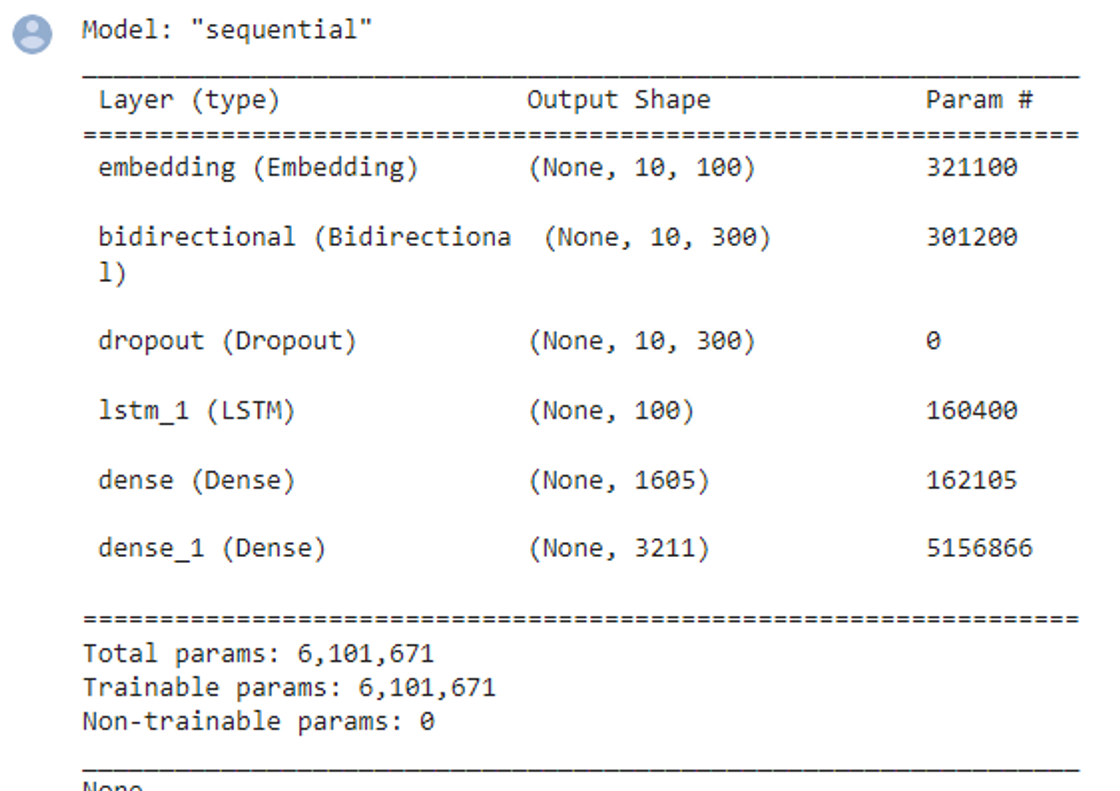 Model: "sequential"
Layer (type) Output Shape Param #
embedding (Embedding) (None, 10, 100) 321100
bidirectional (Bidirectiona (None, 10, 300) 301200
l)
dropout (Dropout) (None, 10, 300) 0
lstm_1 (LSTM) (None, 100) 160400
dense (Dense) (None, 1605) 162105
dense_1 (Dense) (None, 3211) 5156866
Total params: 6,101,671
Trainable params: 6,101,671
Non-trainable params: 0
None